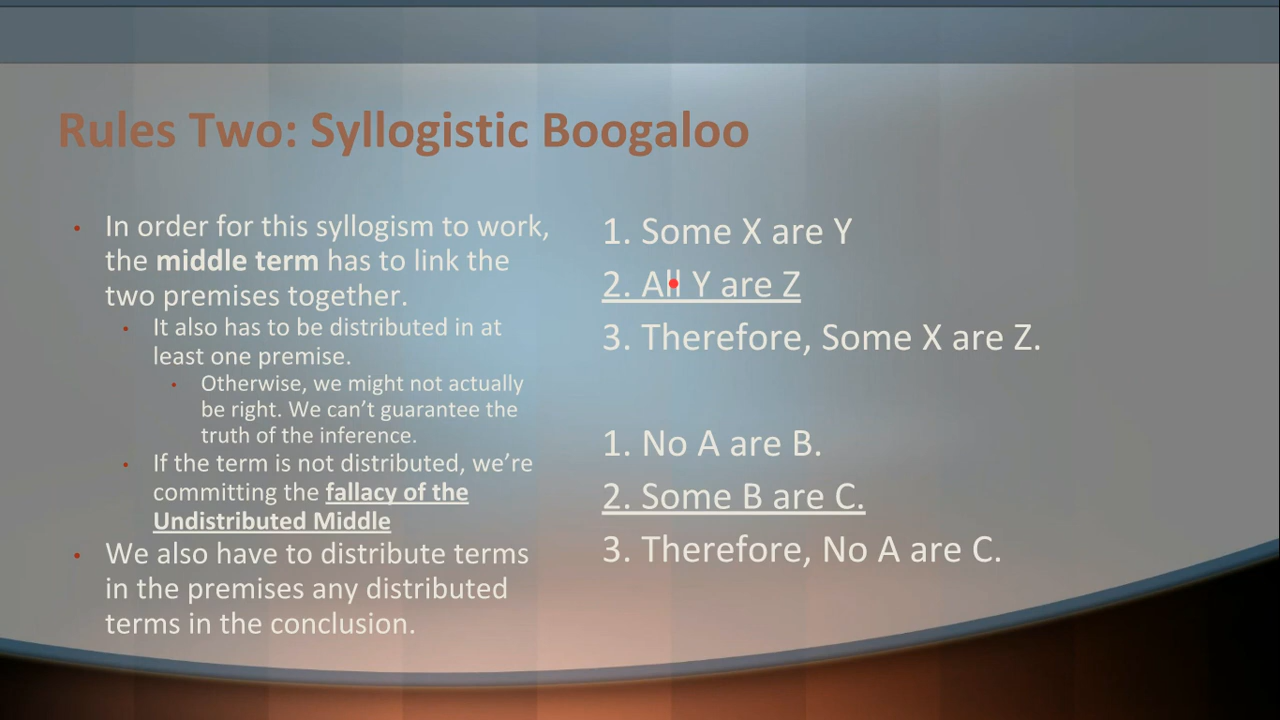 Rules Two: Syllogistic Boogaloo
In order for this syllogism to work,
the middle term has to link the
two premises together.
It also has to be distributed in at
least one premise.
Otherwise, we might not actually
be right. We can’t guarantee the
truth of the inference.
If the term is not distributed, we’re
committing the fallacy of the
Undistributed Middle
We also have to distribute terms
in the premises any distributed
terms in the conclusion.
1. Some X are Y
2. All Y are Z
3. Therefore, Some X are Z.
1. No A are B.
2. Some B are C.
3. Therefore, No A are C.